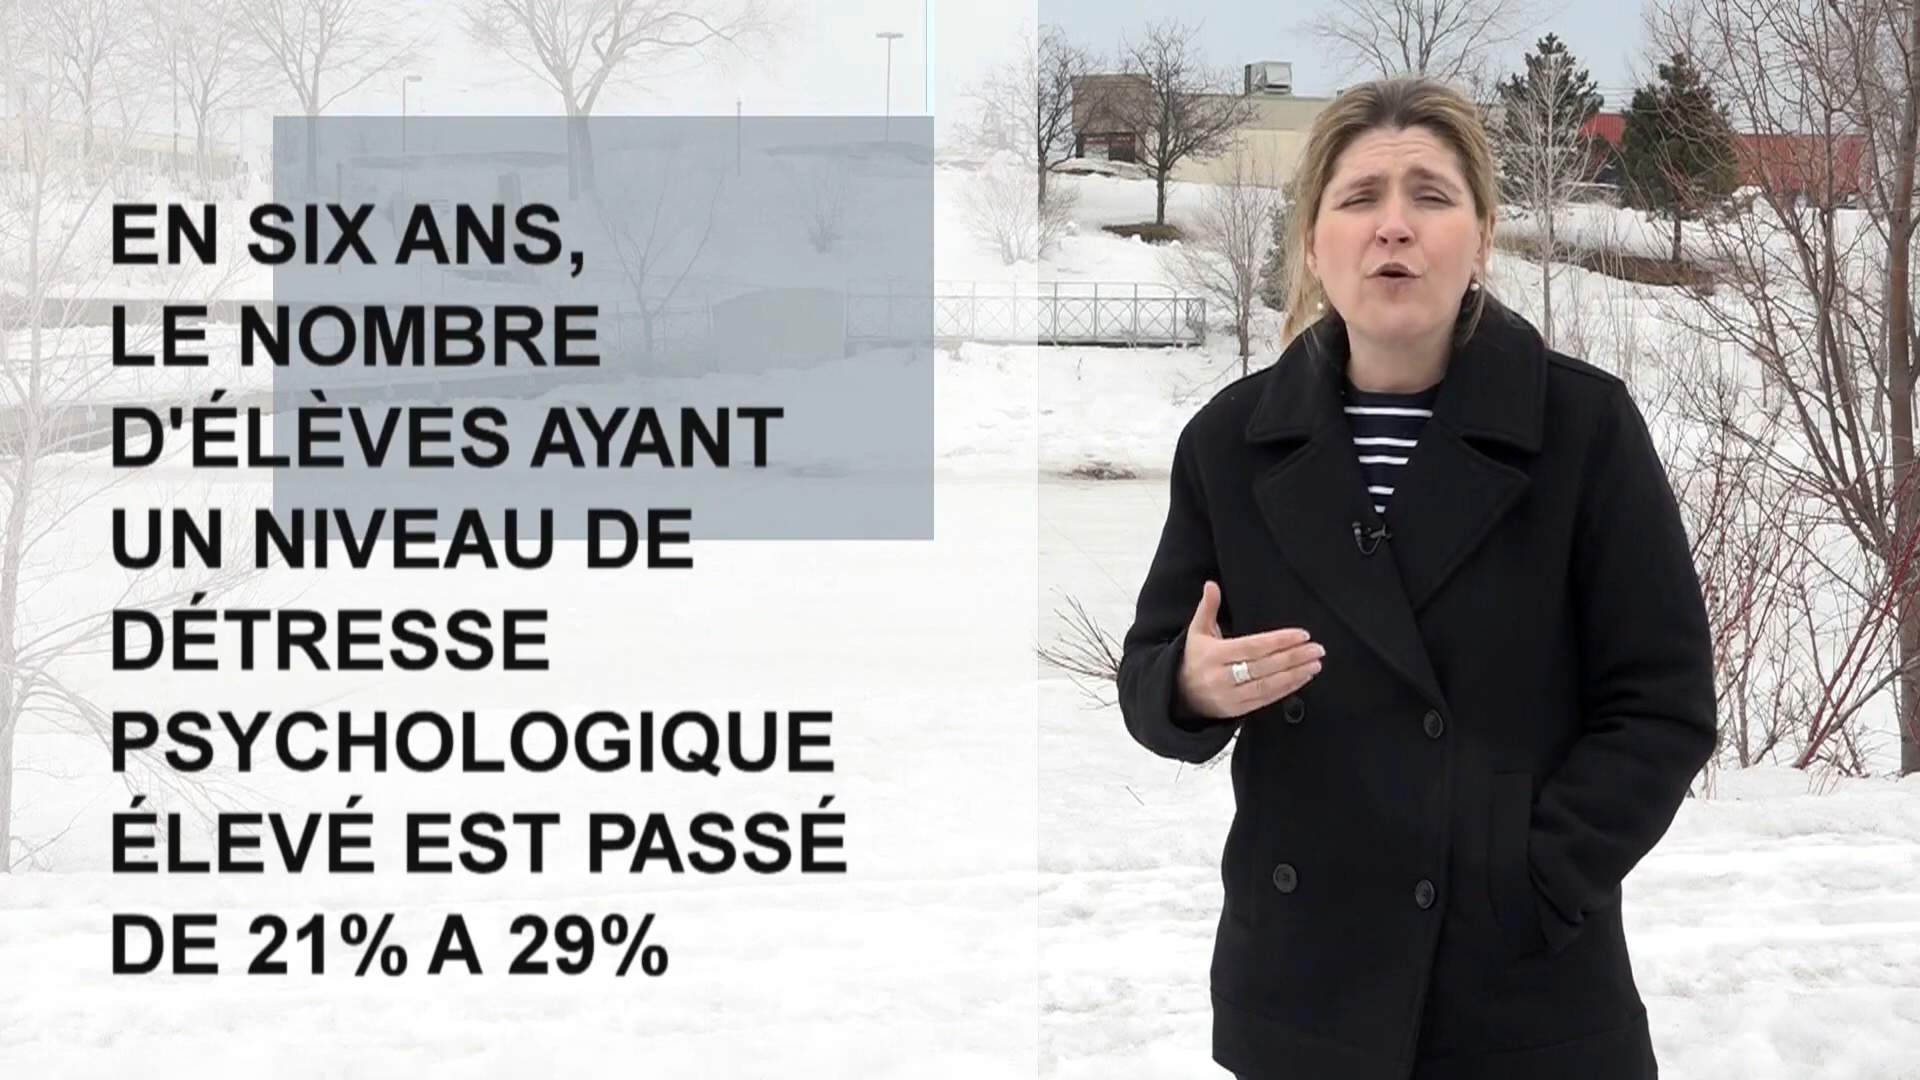 EN SIX ANS,
LE NOMBRE
D'ÉLÈVES AYANT
UN NIVEAU DE
DÉTRESSE
PSYCHOLOGIQUE
ÉLEVÉ EST PASSÉ
DE 21% A 29%